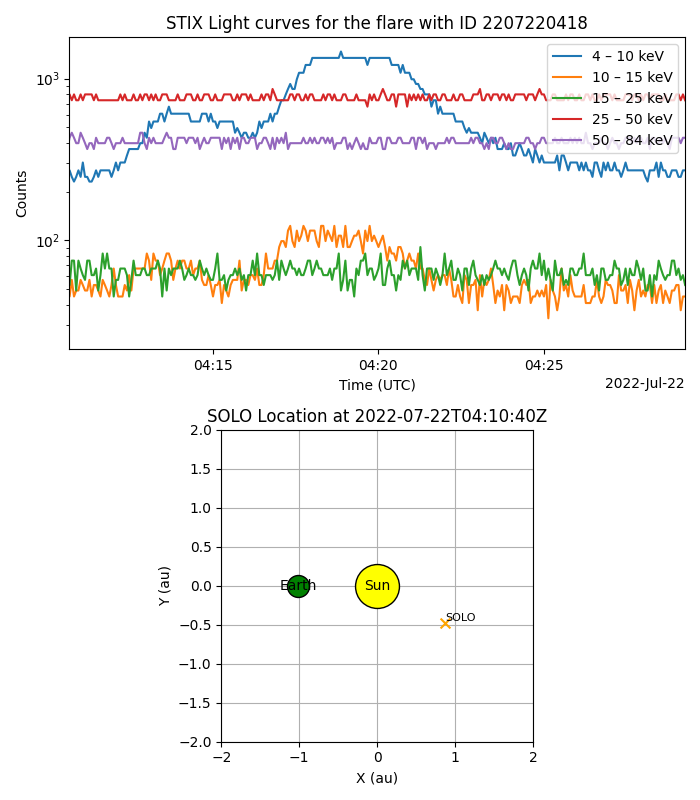 STIX Light curves for the flare with ID 2207220418
4 – 10 keV
10 – 15 keV
15 – 25 keV
25 – 50 keV
50 – 84 keV
10³
10²
Counts
04:15 04:20 04:25
Time (UTC)
2022-Jul-22
SOLO Location at 2022-07-22T04:10:40Z
2.0
1.5
1.0
0.5
0.0
−0.5
−1.0
−1.5
−2.0
Y (au)
Earth
Sun
SOLO
−2 −1 0 1 2
X (au)